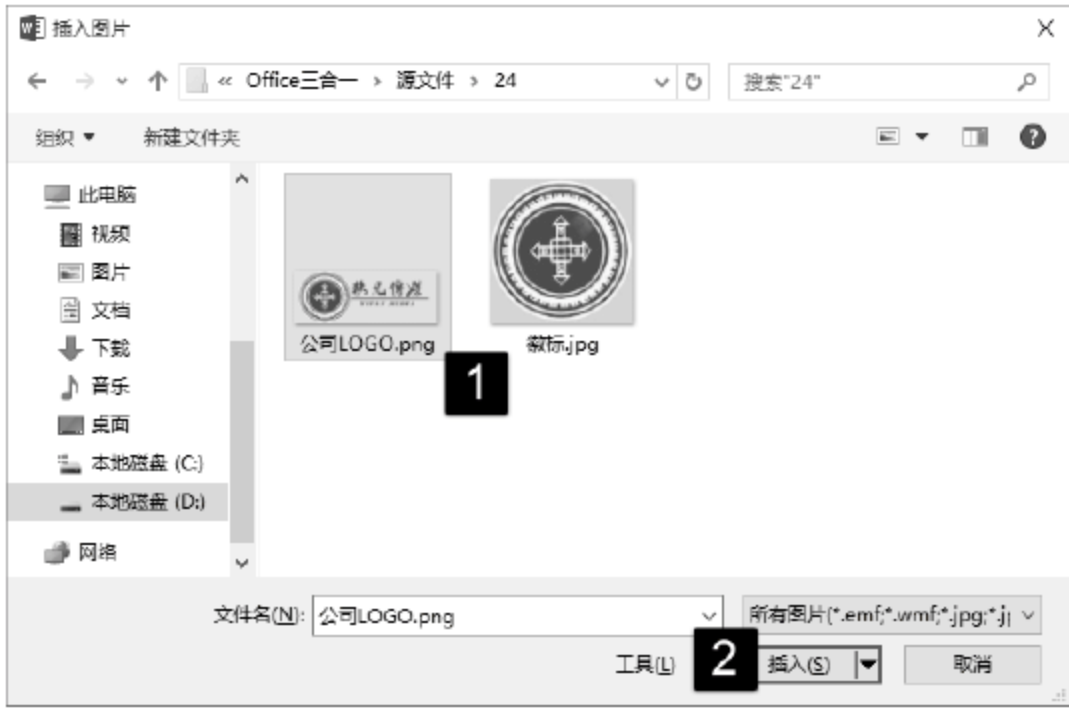 插入图片
« Office三合一 › 源文件 › 24
搜索"24"
组织 新建文件夹
此电脑
视频
图片
文档
下载
音乐
桌面
本地磁盘 (C:)
本地磁盘 (D:)
网络
公司LOGO.png
徽标.jpg
1
文件名(N): 公司LOGO.png
所有图片(*.emf;*.wmf;*.jpg;*.j
工具(L) 2 插入(S) 取消